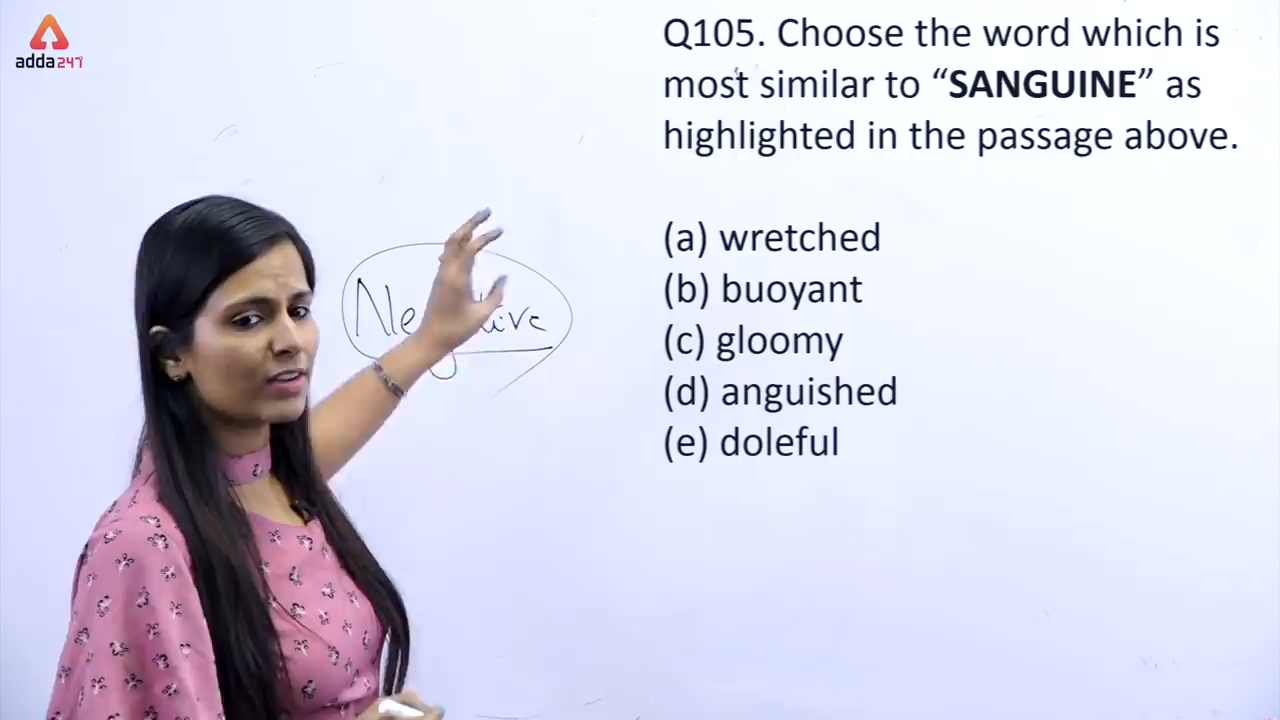 adda247
Q105. Choose the word which is
most similar to “SANGUINE” as
highlighted in the passage above.
(a) wretched
(b) buoyant
(c) gloomy
(d) anguished
(e) doleful